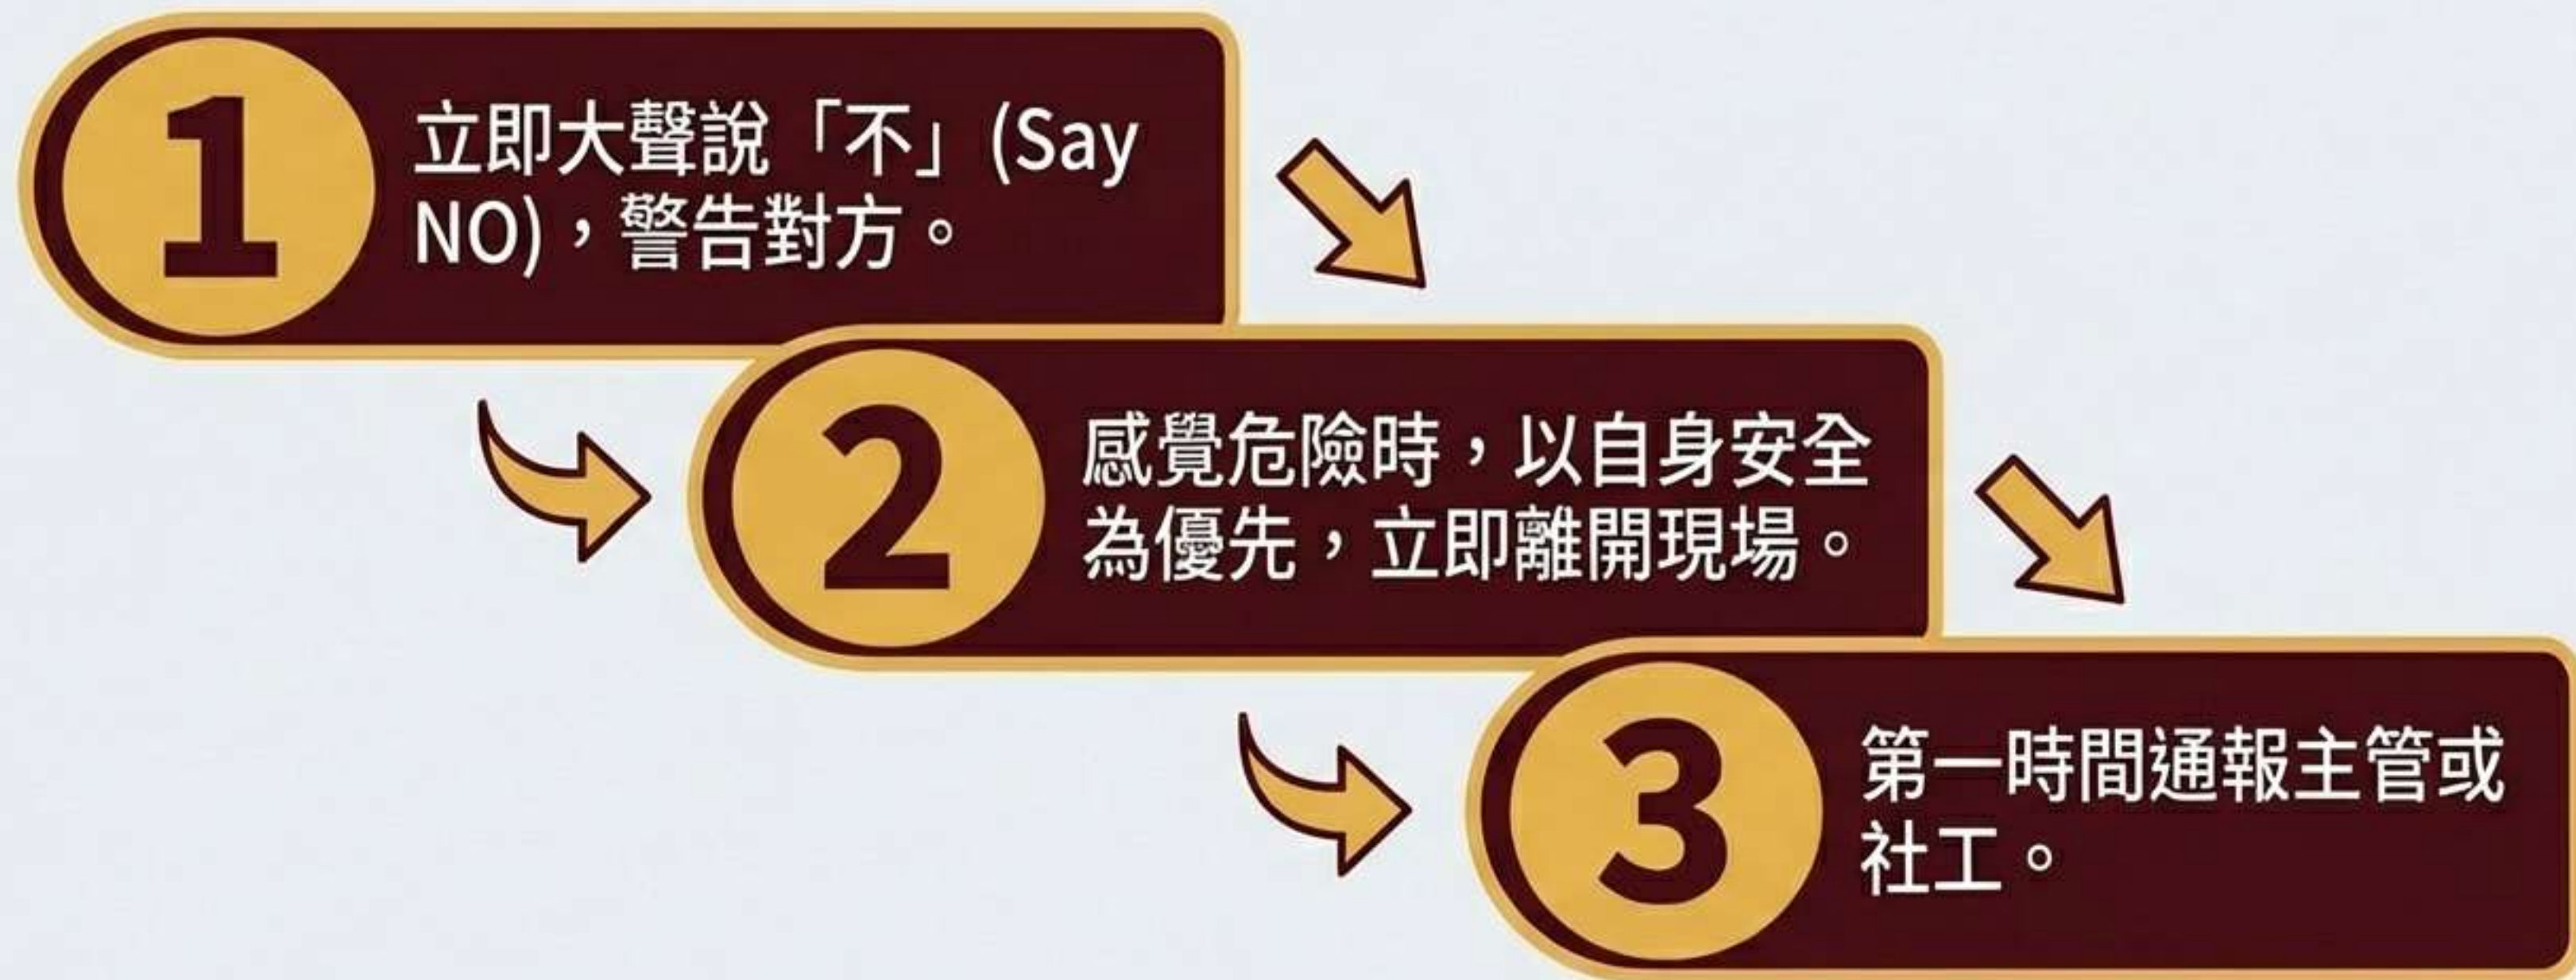 1
立即大聲說「不」(Say
NO)，警告對方。
2
感覺危險時，以自身安全
為優先，立即離開現場。
3
第一時間通報主管或
社工。